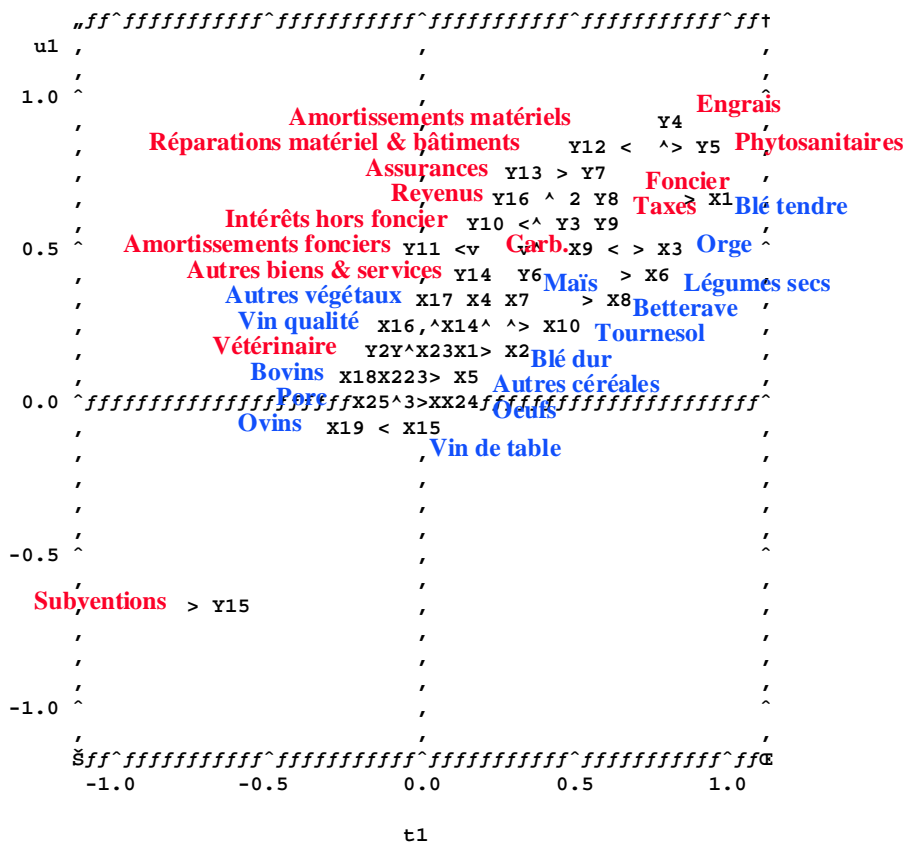 „ƒƒˆƒƒƒƒƒƒƒƒƒƒƒˆƒƒƒƒƒƒƒƒƒƒƒˆƒƒƒƒƒƒƒƒƒƒƒˆƒƒƒƒƒƒƒƒƒƒƒˆƒƒ†
u1
1.0 ˆ
Engrais
Amortissements matériels Y4
Réparations matériel & bâtiments Y12 < ^> Y5 Phytosanitaires
Assurances Y13 > Y7 Foncier
Revenus Y16 ^ 2 Y8 > X1 Blé tendre
Taxes
Intérêts hors foncier Y10 <^ Y3 Y9
0.5 ˆ Amortissements fonciers Y11 <v v^ Carb. X9 < > X3 Orge ˆ
Autres biens & services Y14 Y6 Maïs > X6 Légumes secs
Autres végétaux X17 X4 X7 > X8 Betterave
Vin qualité X16,^X14^ ^> X10 Tournesol
Vétérinaire Y2Y^X23X1> X2 Blé dur
Bovins X18X223> X5 Autres céréales
0.0 ˆƒƒƒƒƒƒƒƒƒƒƒƒƒƒƒƒƒƒƒƒƒX25^3>XX24ƒƒƒƒƒƒƒƒƒƒƒƒƒƒƒƒƒƒƒƒƒƒˆ
Porc Oeufs
Ovins X19 < X15
Vin de table
-0.5 ˆ
Subventions > Y15
-1.0 ˆ
ŠƒƒˆƒƒƒƒƒƒƒƒƒƒƒˆƒƒƒƒƒƒƒƒƒƒƒˆƒƒƒƒƒƒƒƒƒƒƒˆƒƒƒƒƒƒƒƒƒƒƒˆƒƒŒ
-1.0 -0.5 0.0 0.5 1.0
t1